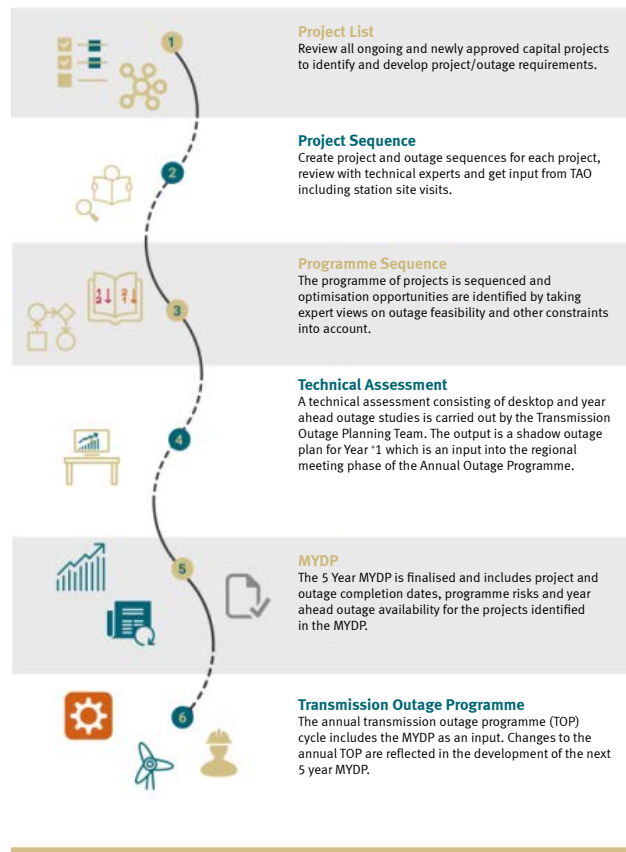 1
Project List
Review all ongoing and newly approved capital projects
to identify and develop project/outage requirements.
2
Project Sequence
Create project and outage sequences for each project,
review with technical experts and get input from TAO
including station site visits.
3
Programme Sequence
The programme of projects is sequenced and
optimisation opportunities are identified by taking
expert views on outage feasibility and other constraints
into account.
4
Technical Assessment
A technical assessment consisting of desktop and year
ahead outage studies is carried out by the Transmission
Outage Planning Team. The output is a shadow outage
plan for Year +1 which is an input into the regional
meeting phase of the Annual Outage Programme.
5
MYDP
The 5 Year MYDP is finalised and includes project and
outage completion dates, programme risks and year
ahead outage availability for the projects identified
in the MYDP.
6
Transmission Outage Programme
The annual transmission outage programme (TOP)
cycle includes the MYDP as an input. Changes to the
annual TOP are reflected in the development of the next
5 year MYDP.